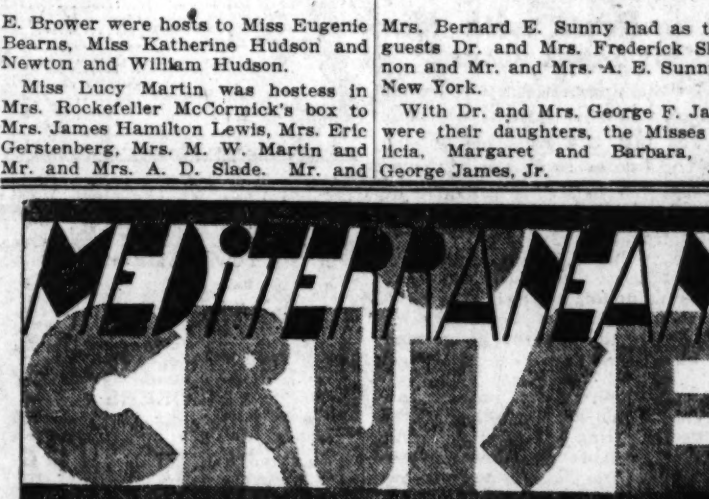 E. Brower were hosts to Miss Eugenie
Bearns, Miss Katherine Hudson and
Newton and William Hudson.
Miss Lucy Martin was hostess in
Mrs. Rockefeller McCormick's box to
Mrs. James Hamilton Lewis, Mrs. Eric
Gerstenberg, Mrs. M. W. Martin and
Mr. and Mrs. A. D. Slade. Mr. and
Mrs. Bernard E. Sunny had as
guests Dr. and Mrs. Frederick
non and Mr. and Mrs. A. E.
New York.
With Dr. and Mrs. George F.
were their daughters, the Misses
licia, Margaret and Barbara,
George James, Jr.
MEDiTERRANEAN
CRUISE